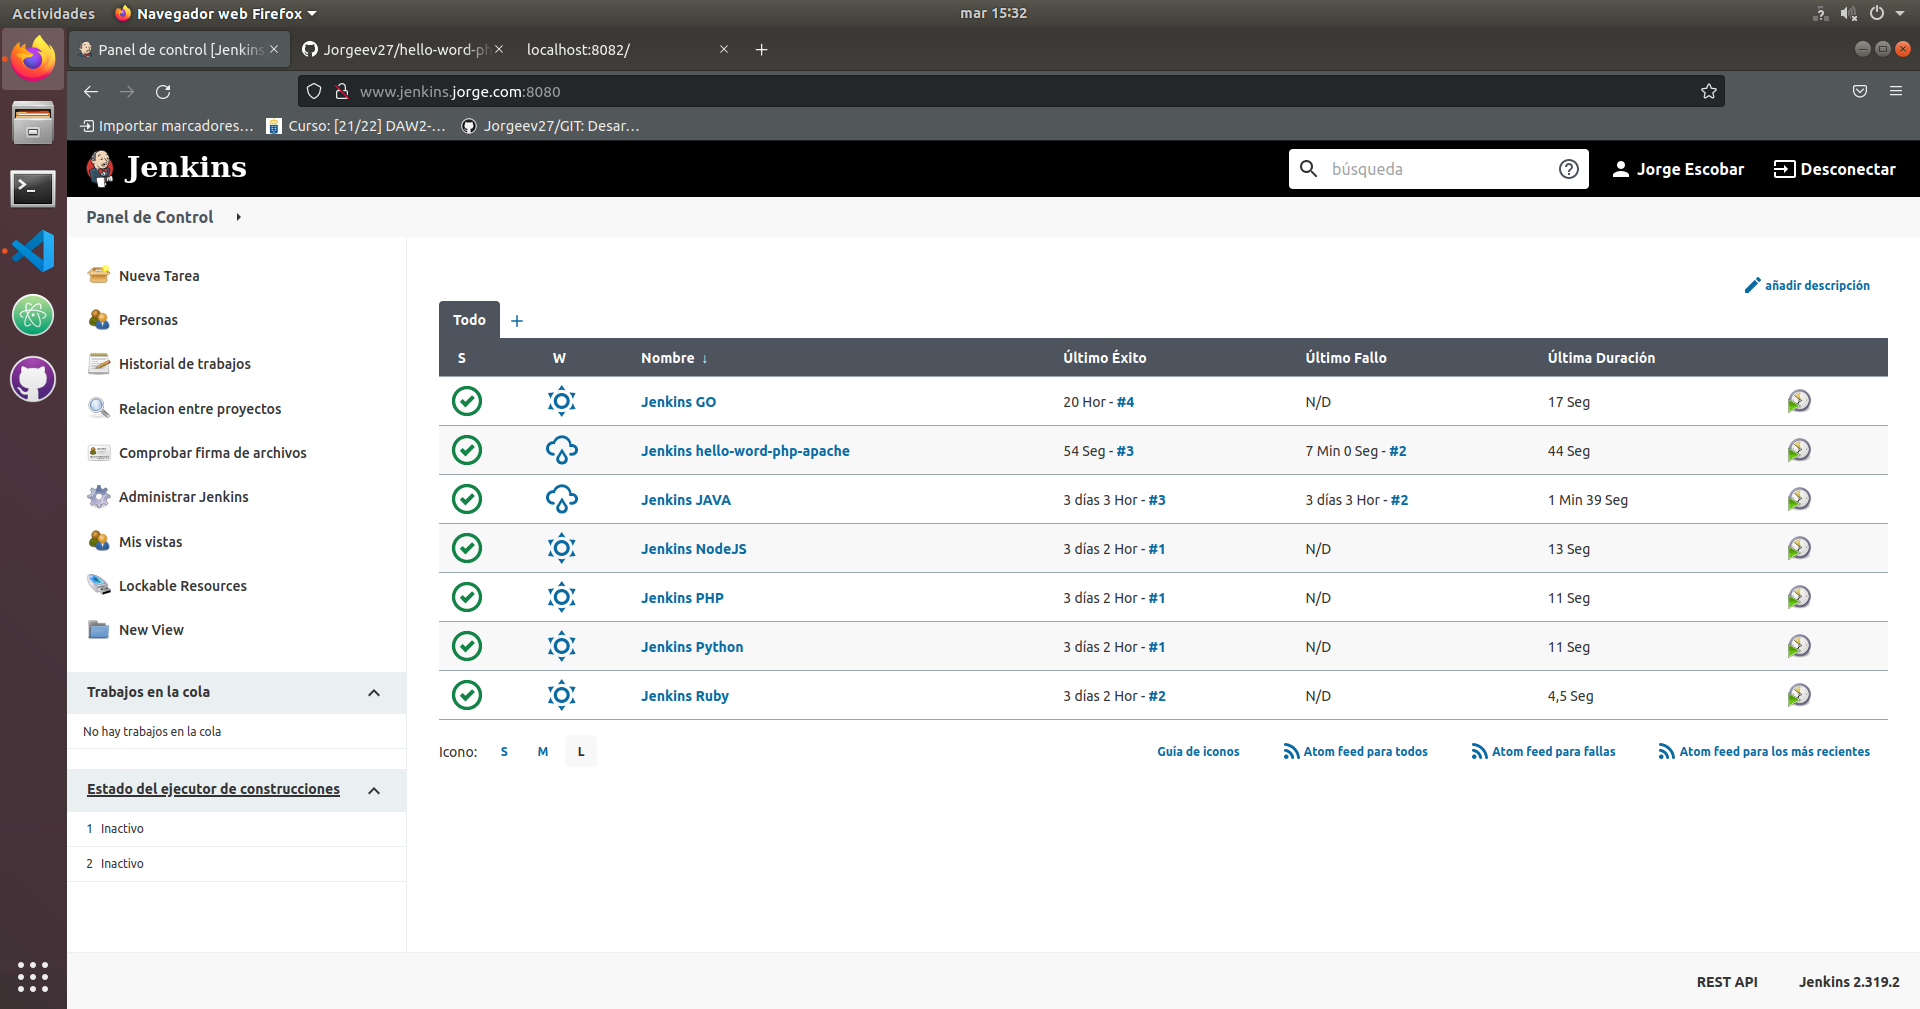 Actividades Navegador web Firefox mar 15:32
Panel de control [Jenkins Jorgeev27/hello-word-ph localhost:8082/
www.jenkins.jorge.com:8080
Importar marcadores… Curso: [21/22] DAW2-… Jorgeev27/GIT: Desar…
Jenkins búsqueda Jorge Escobar Desconectar
Panel de Control
Nueva Tarea
Personas
Historial de trabajos
Relacion entre proyectos
Comprobar firma de archivos
Administrar Jenkins
Mis vistas
Lockable Resources
New View
Trabajos en la cola
No hay trabajos en la cola
Estado del ejecutor de construcciones
1 Inactivo
2 Inactivo
añadir descripción
Todo +
S W Nombre ↓ Último Éxito Último Fallo Última Duración
Jenkins GO 20 Hor - #4 N/D 17 Seg
Jenkins hello-word-php-apache 54 Seg - #3 7 Min 0 Seg - #2 44 Seg
Jenkins JAVA 3 días 3 Hor - #3 3 días 3 Hor - #2 1 Min 39 Seg
Jenkins NodeJS 3 días 2 Hor - #1 N/D 13 Seg
Jenkins PHP 3 días 2 Hor - #1 N/D 11 Seg
Jenkins Python 3 días 2 Hor - #1 N/D 11 Seg
Jenkins Ruby 3 días 2 Hor - #2 N/D 4,5 Seg
Icono: S M L Guía de iconos Atom feed para todos Atom feed para fallas Atom feed para los más recientes
REST API Jenkins 2.319.2